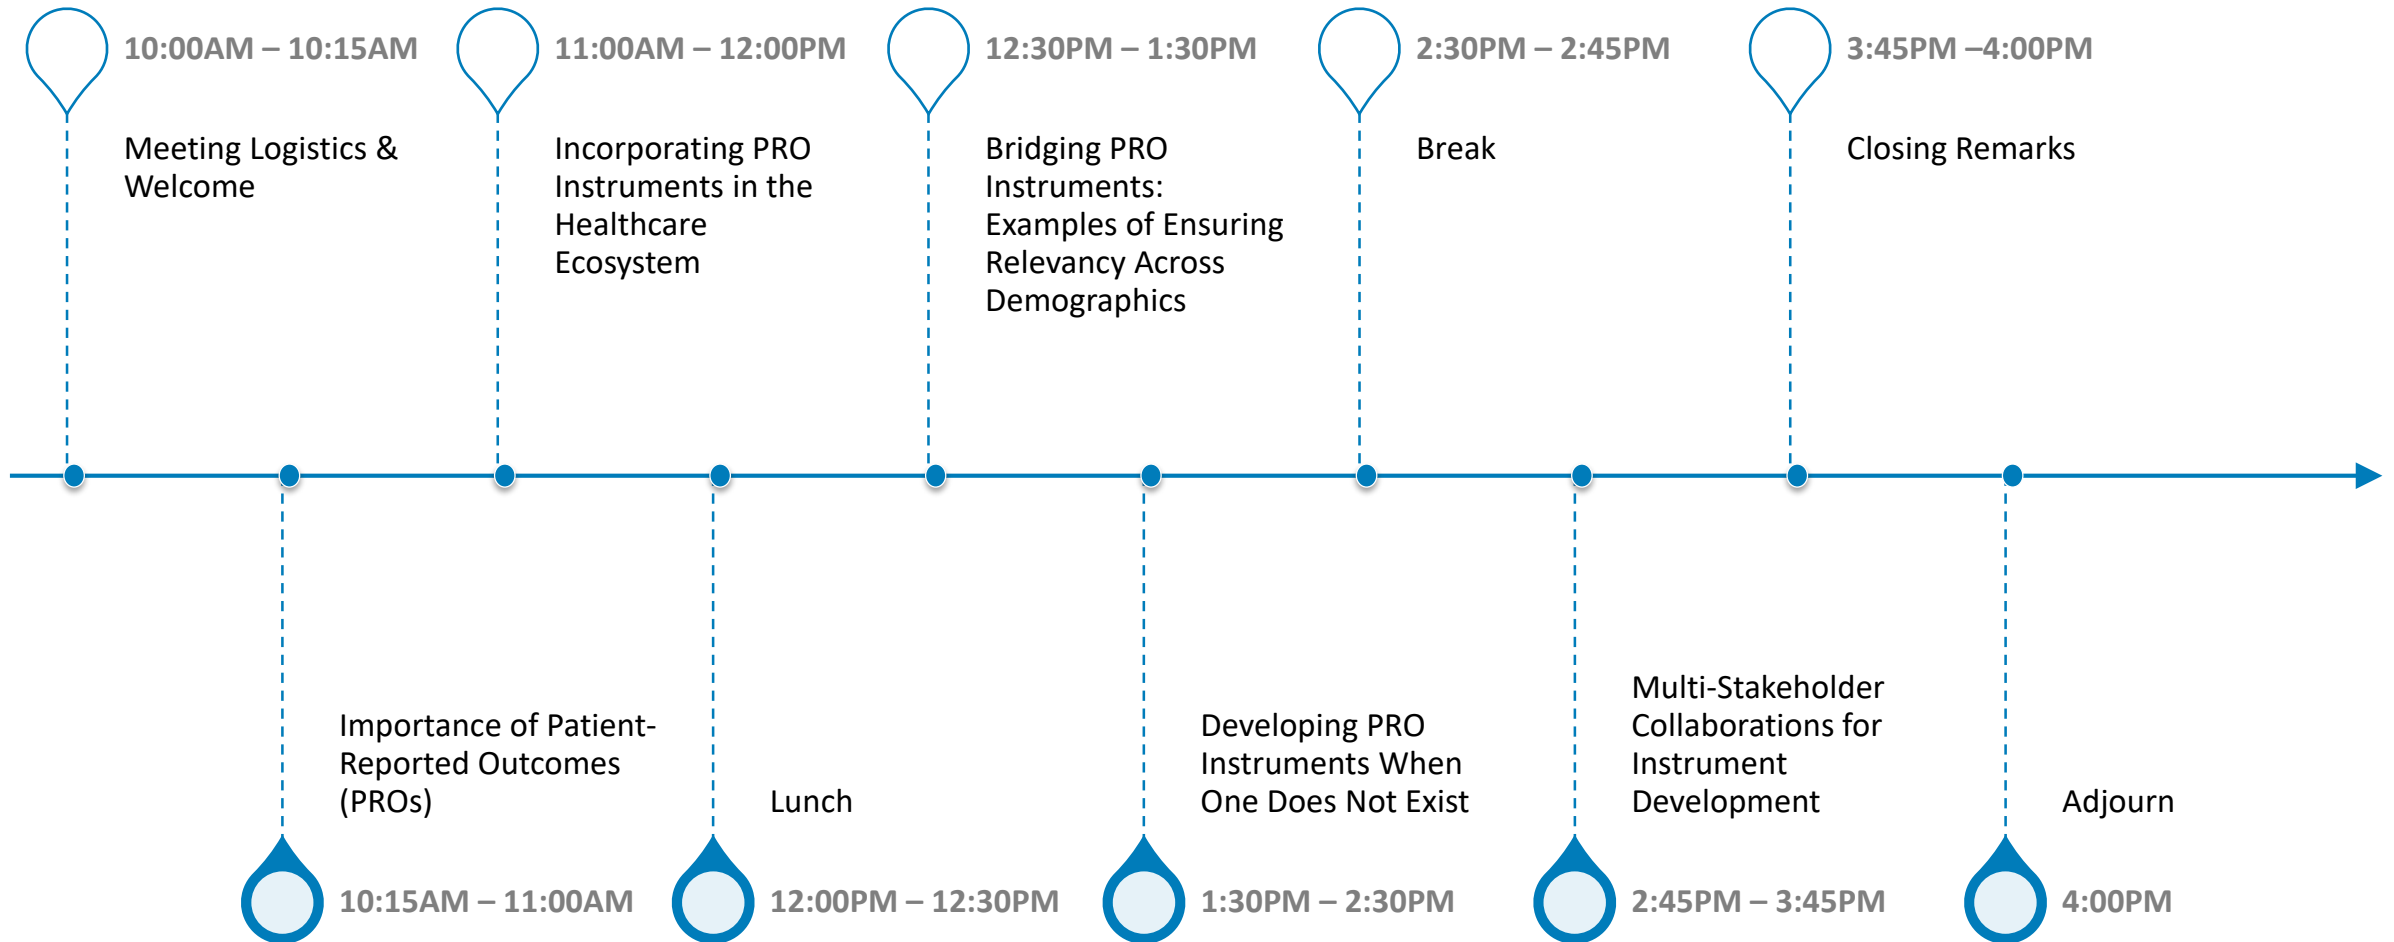 10:00AM – 10:15AM
Meeting Logistics &
Welcome
10:15AM – 11:00AM
Importance of Patient-
Reported Outcomes
(PROs)
11:00AM – 12:00PM
Incorporating PRO
Instruments in the
Healthcare
Ecosystem
12:00PM – 12:30PM
Lunch
12:30PM – 1:30PM
Bridging PRO
Instruments:
Examples of Ensuring
Relevancy Across
Demographics
1:30PM – 2:30PM
Developing PRO
Instruments When
One Does Not Exist
2:30PM – 2:45PM
Break
2:45PM – 3:45PM
Multi-Stakeholder
Collaborations for
Instrument
Development
3:45PM –4:00PM
Closing Remarks
4:00PM
Adjourn